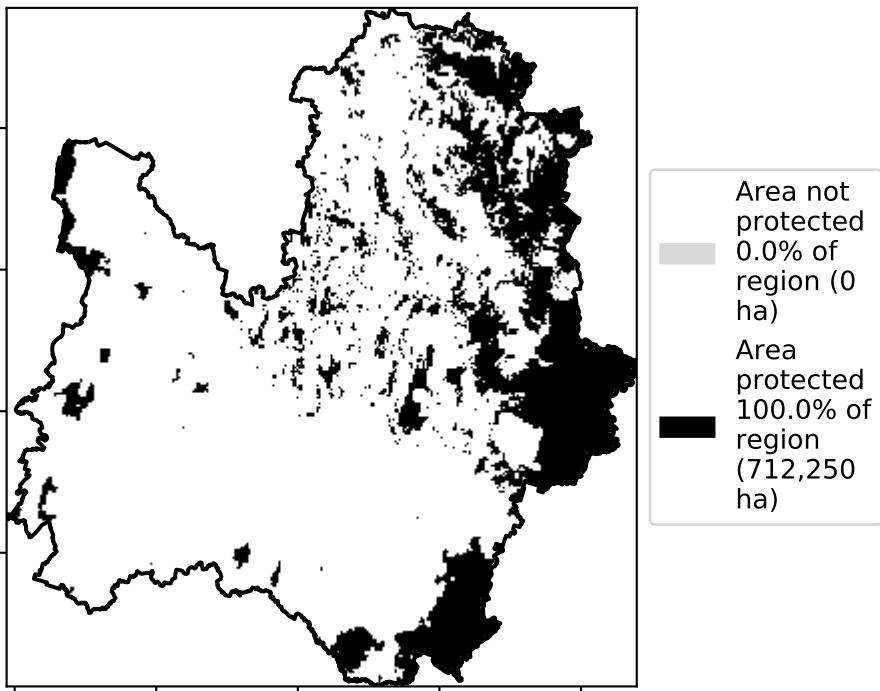 Area not
protected
0.0% of
region (0
ha)
Area
protected
100.0% of
region
(712,250
ha)